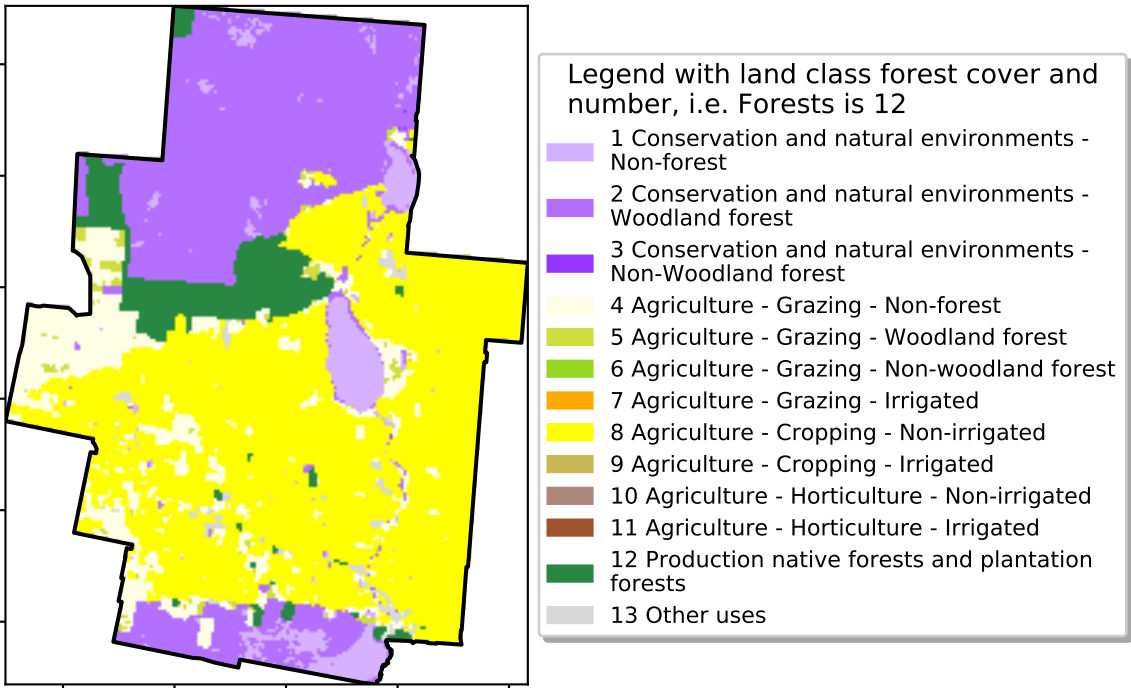 Legend with land class forest cover and
number, i.e. Forests is 12
1 Conservation and natural environments -
Non-forest
2 Conservation and natural environments -
Woodland forest
3 Conservation and natural environments -
Non-Woodland forest
4 Agriculture - Grazing - Non-forest
5 Agriculture - Grazing - Woodland forest
6 Agriculture - Grazing - Non-woodland forest
7 Agriculture - Grazing - Irrigated
8 Agriculture - Cropping - Non-irrigated
9 Agriculture - Cropping - Irrigated
10 Agriculture - Horticulture - Non-irrigated
11 Agriculture - Horticulture - Irrigated
12 Production native forests and plantation
forests
13 Other uses